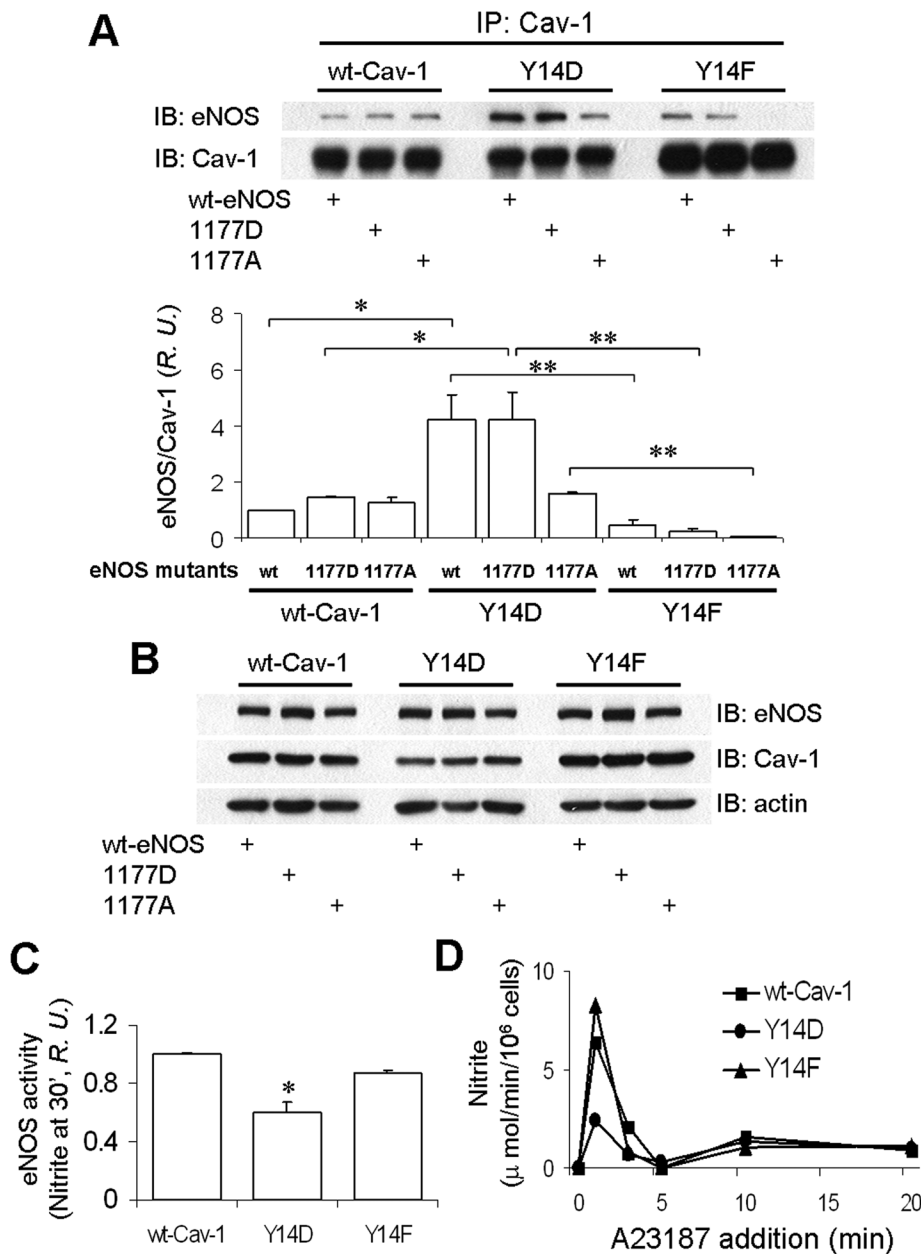 A
IP: Cav-1
wt-Cav-1 Y14D Y14F
IB: eNOS
IB: Cav-1
wt-eNOS + + +
1177D + + +
1177A + + +
eNOS/Cav-1 (R. U.)
8
6
4
2
0
* * ** ** **
eNOS mutants wt 1177D 1177A wt 1177D 1177A wt 1177D 1177A
wt-Cav-1 Y14D Y14F
B
wt-Cav-1 Y14D Y14F
IB: eNOS
IB: Cav-1
IB: actin
wt-eNOS + + +
1177D + + +
1177A + + +
C
eNOS activity
(Nitrite at 30', R. U.)
1.2
0.8
0.4
0
*
wt-Cav-1 Y14D Y14F
D
Nitrite
(μ mol/min/10⁶ cells)
10
5
0
wt-Cav-1
Y14D
Y14F
0 5 10 15 20
A23187 addition (min)